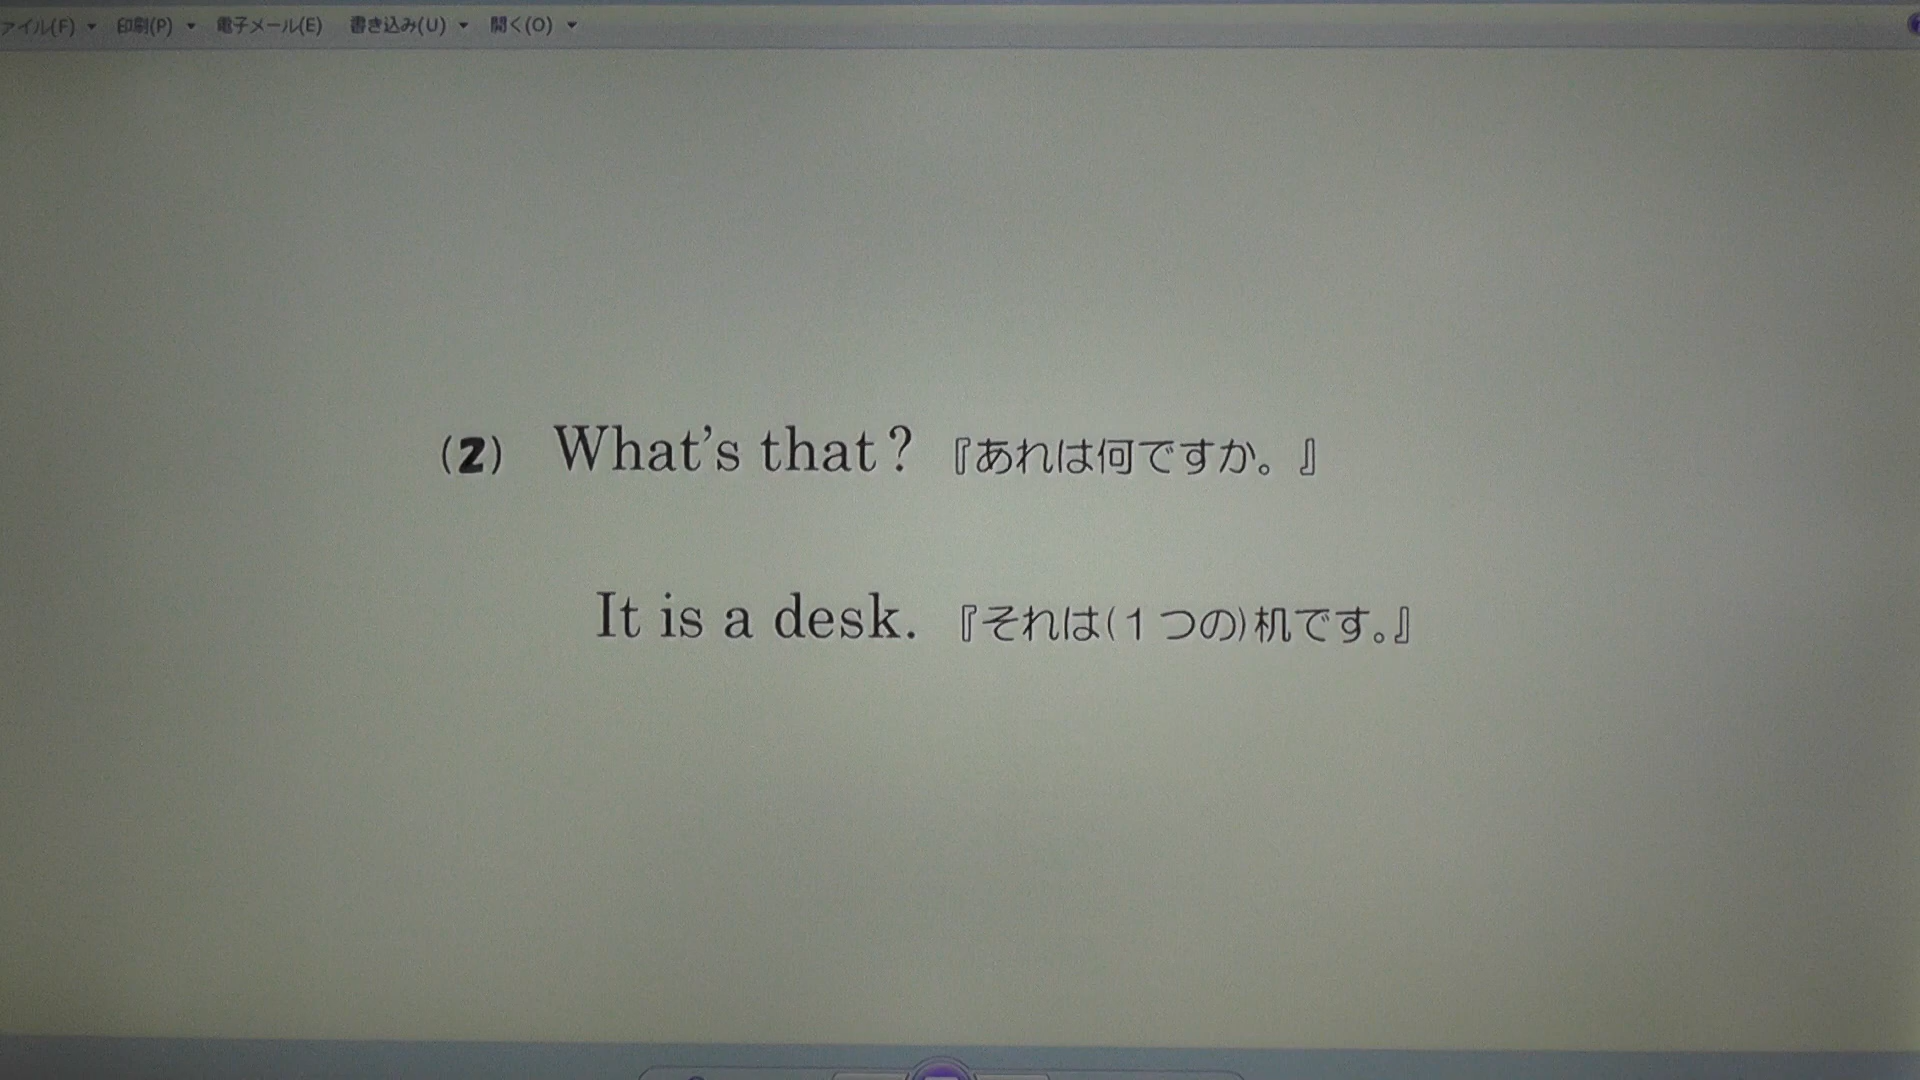 アイル(F) ▼ 印刷(P) ▼ 電子メール(E) 書き込み(U) ▼ 開く(O) ▼
(2) What's that? 『あれは何ですか。』
It is a desk. 『それは(1つの)机です。』